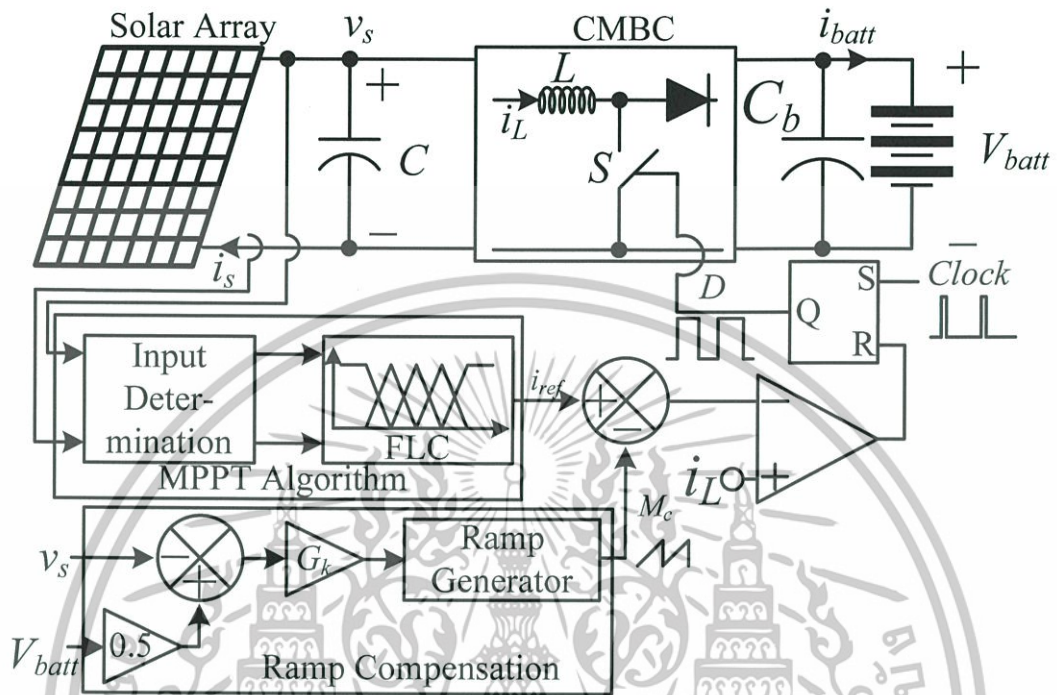 Solar Array
v_s
CMBC
i_batt
+
+
L
i_L
C
S
C_b
V_batt
−
−
i_s
D
Q
S
R
Clock
Input
Deter-
mination
FLC
MPPT Algorithm
i_ref
+
−
−
+
i_L
M_c
v_s
−
+
G_k
Ramp
Generator
V_batt
0.5
Ramp Compensation